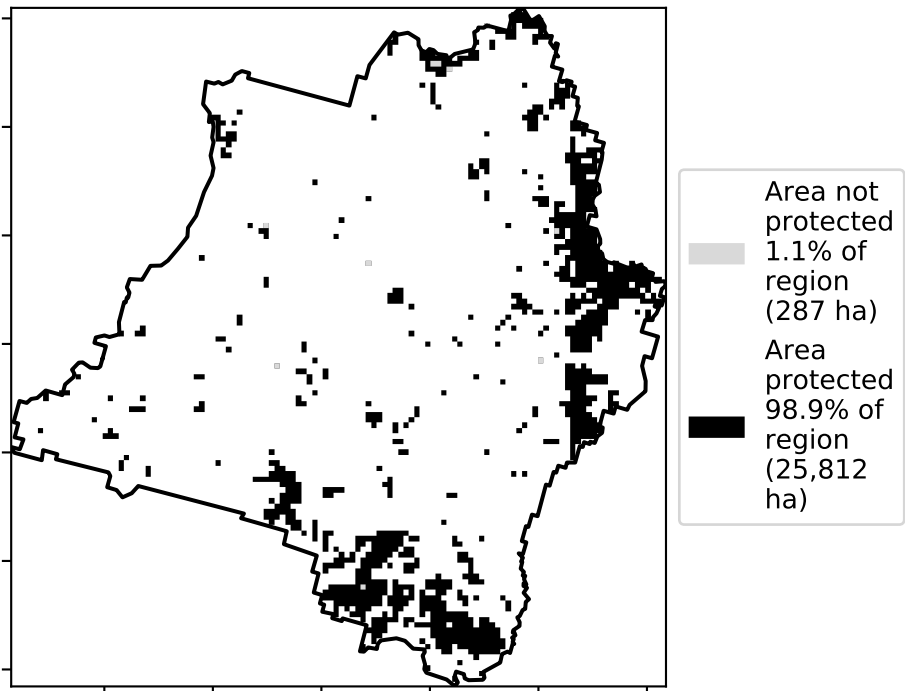 Area not
protected
1.1% of
region
(287 ha)
Area
protected
98.9% of
region
(25,812
ha)